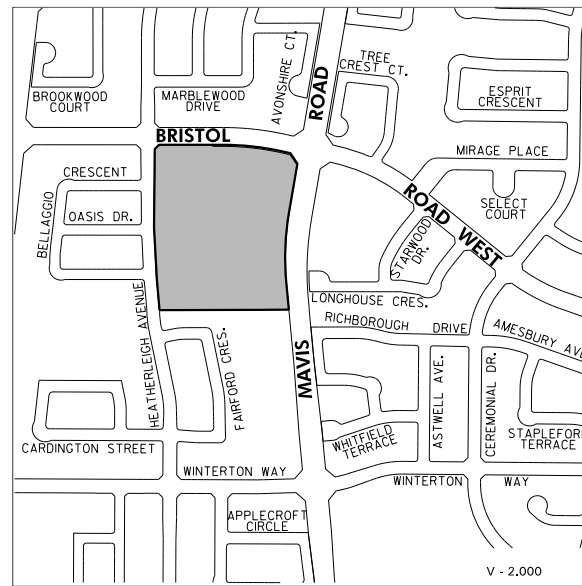 AVONSHIRE CT.
ROAD
TREE
CREST CT.
BROOKWOOD
COURT
MARBLEWOOD
DRIVE
ESPRIT
CRESCENT
BRISTOL
MIRAGE PLACE
CRESCENT
ROAD WEST
SELECT
COURT
OASIS DR.
BELLAGGIO
STARWOOD
DR.
HEATHERLEIGH AVENUE
LONGHOUSE CRES.
RICHBOROUGH DRIVE
AMESBURY AVE
FAIRFORD CRES.
MAVIS
ASTWELL AVE.
CEREMONIAL DR.
CARDINGTON STREET
WHITFIELD
TERRACE
STAPLEFORD
TERRACE
WINTERTON WAY
WINTERTON WAY
APPLECROFT
CIRCLE
V - 2.000